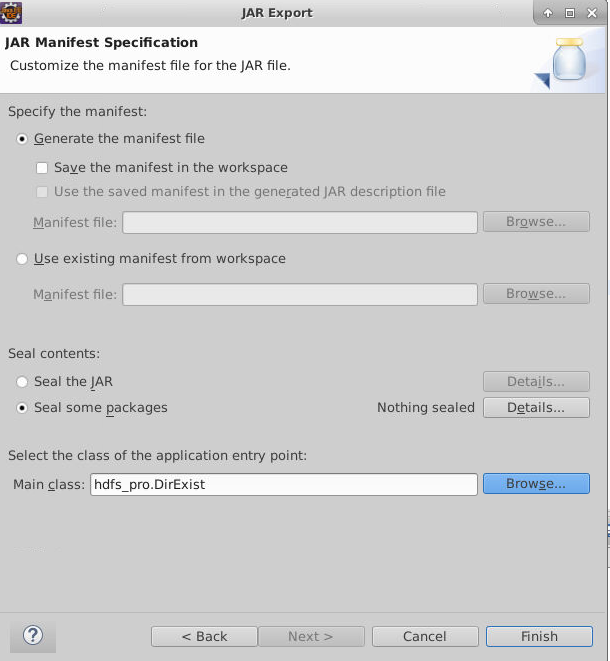 JAR Export
JAR Manifest Specification
Customize the manifest file for the JAR file.
Specify the manifest:
Generate the manifest file
Save the manifest in the workspace
Use the saved manifest in the generated JAR description file
Manifest file: Browse...
Use existing manifest from workspace
Manifest file: Browse...
Seal contents:
Seal the JAR Details...
Seal some packages Nothing sealed Details...
Select the class of the application entry point:
Main class: hdfs_pro.DirExist Browse...
? < Back Next > Cancel Finish